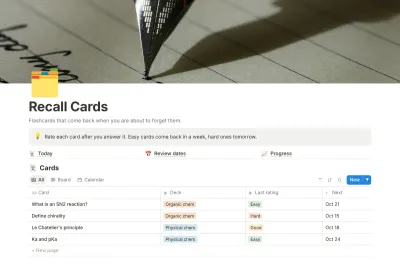 Recall Cards
Flashcards that come back when you are about to forget them.
Rate each card after you answer it. Easy cards come back in a week, hard ones tomorrow.
Today
Review dates
Progress
Cards
All
Board
Calendar
New
Card
Deck
Last rating
Next
What is an SN2 reaction?
Organic chem
Easy
Oct 21
Define chirality
Organic chem
Hard
Oct 15
Le Chatelier's principle
Physical chem
Good
Oct 18
Ka and pKa
Physical chem
Easy
Oct 24
+ New page